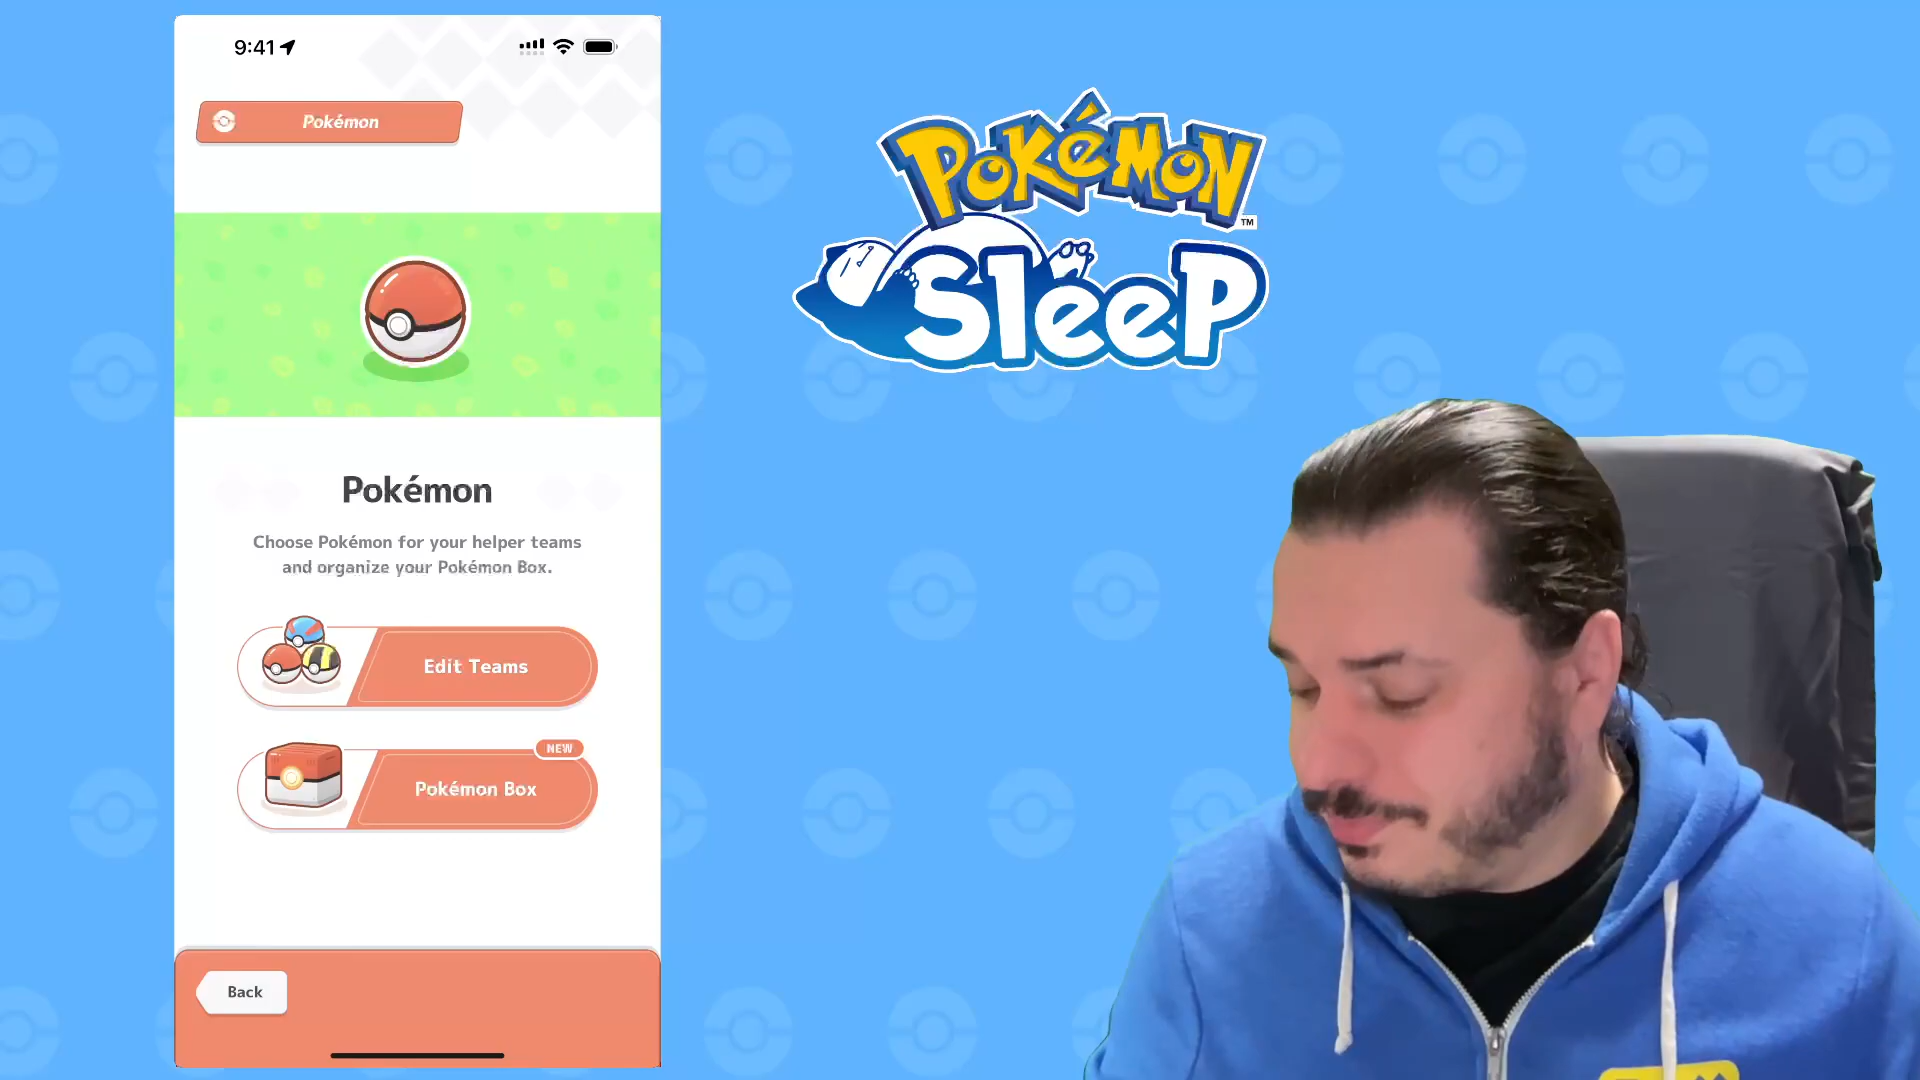 9:41
Pokémon
Pokémon
Choose Pokémon for your helper teams
and organize your Pokémon Box.
Edit Teams
NEW
Pokémon Box
Back
POKéMON
TM
Sleep